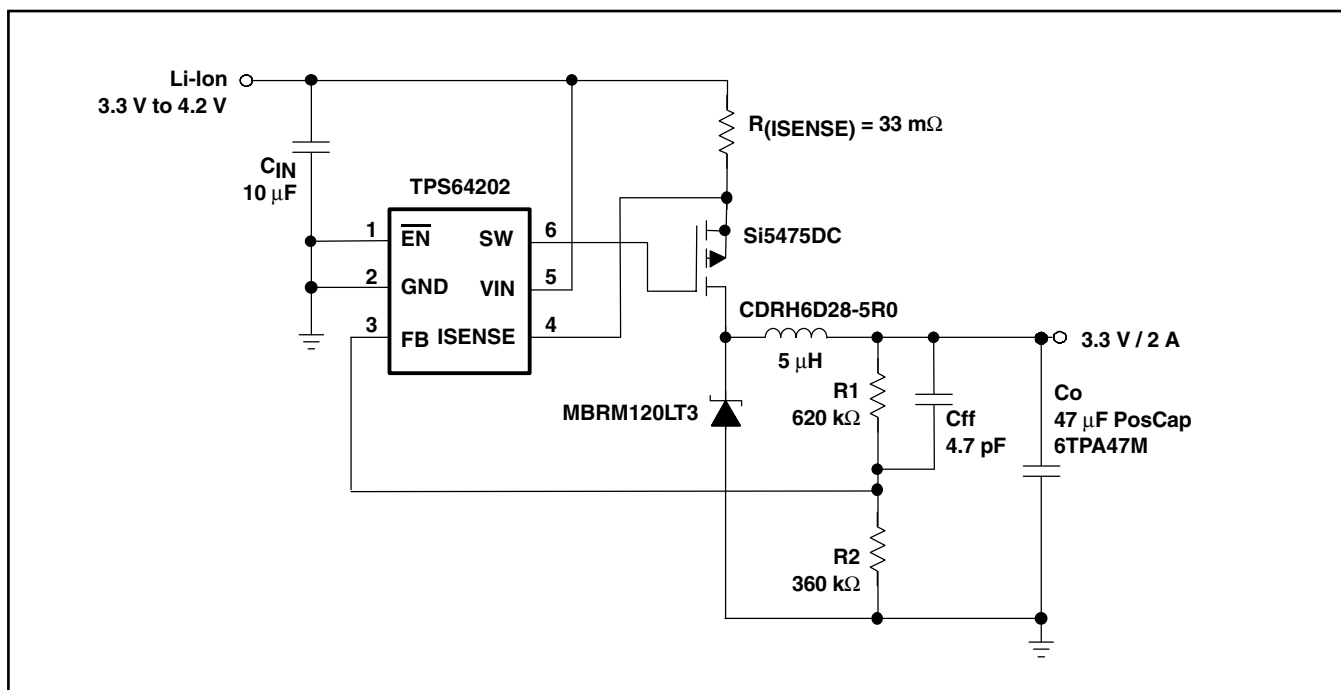 Li-Ion
3.3 V to 4.2 V
R(ISENSE) = 33 mΩ
CIN
10 µF
TPS64202
1 EN SW 6
2 GND VIN 5
3 FB ISENSE 4
Si5475DC
CDRH6D28-5R0
5 µH
3.3 V / 2 A
MBRM120LT3
R1
620 kΩ
Cff
4.7 pF
Co
47 µF PosCap
6TPA47M
R2
360 kΩ